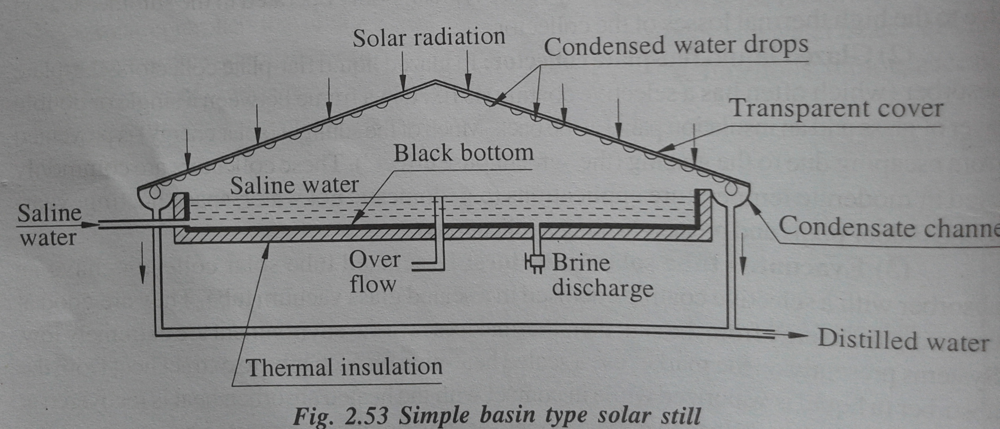 Solar radiation
Condensed water drops
Transparent cover
Black bottom
Saline water
Saline
water
Condensate channe
Over
flow
Brine
discharge
Distilled water
Thermal insulation
Fig. 2.53 Simple basin type solar still